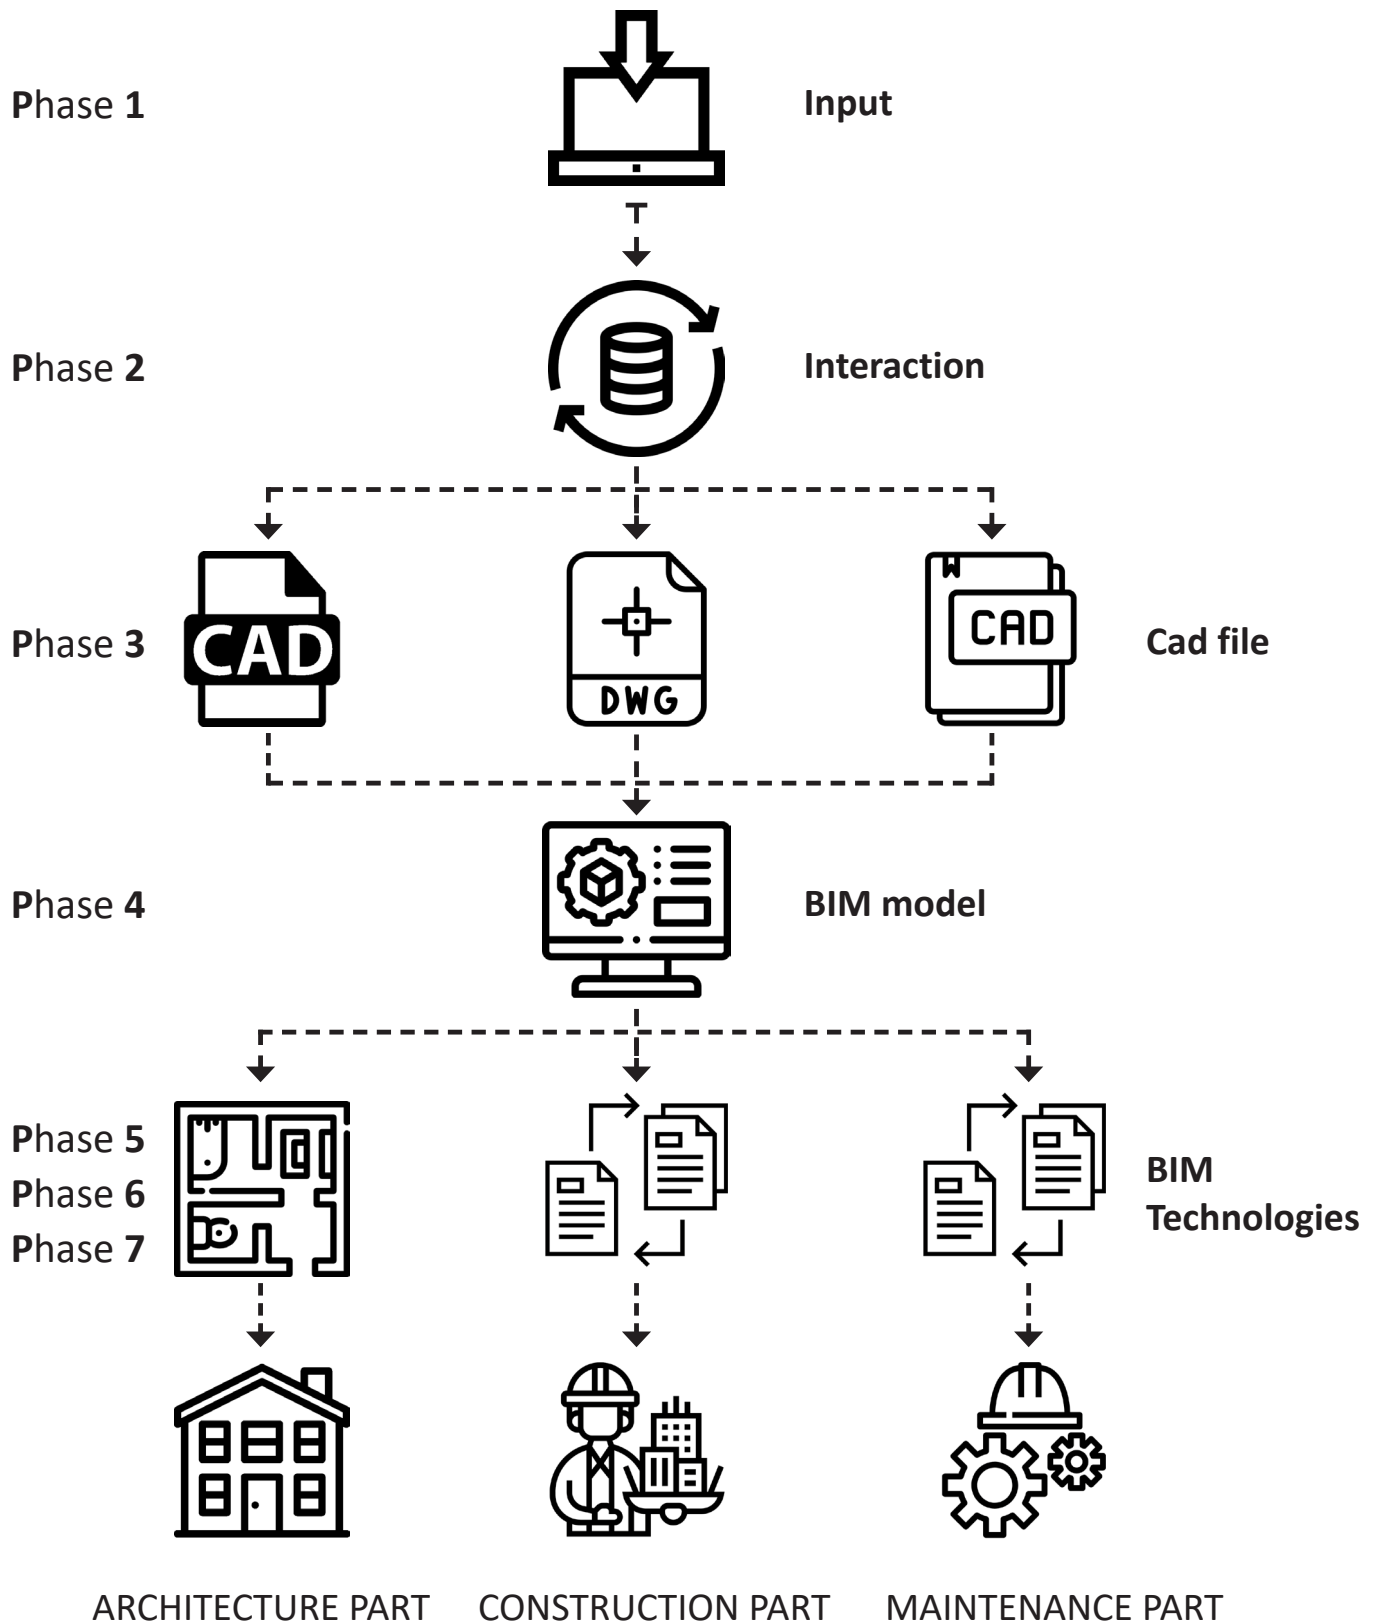 Phase 1
Input
Phase 2
Interaction
Phase 3
CAD
DWG
CAD
Cad file
Phase 4
BIM model
Phase 5
Phase 6
Phase 7
BIM
Technologies
ARCHITECTURE PART
CONSTRUCTION PART
MAINTENANCE PART